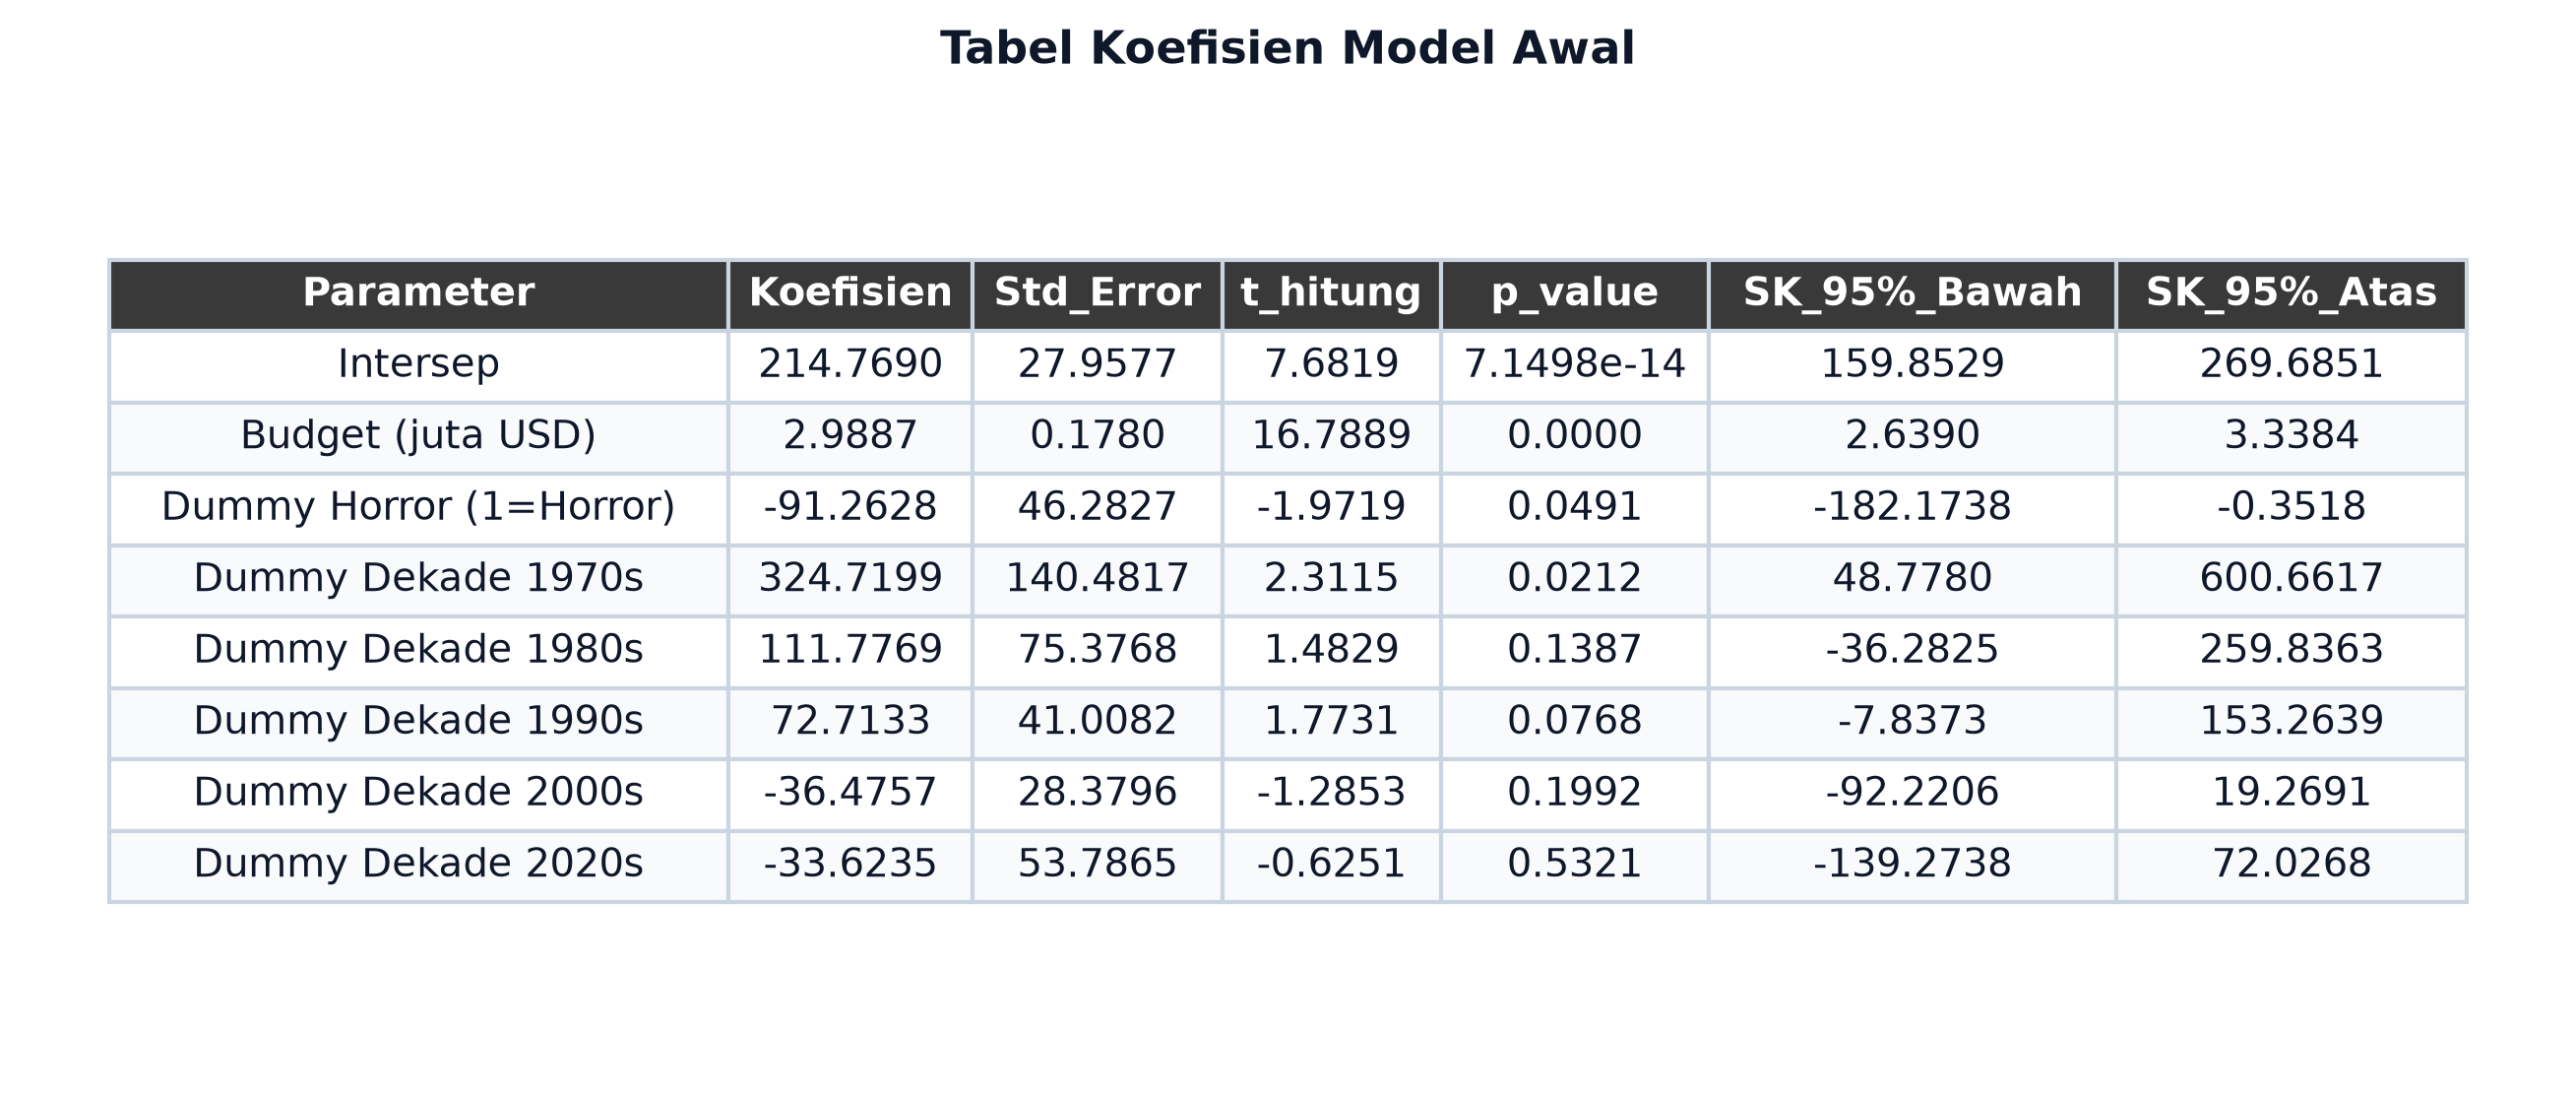 Tabel Koefisien Model Awal
Parameter Koefisien Std_Error t_hitung p_value SK_95%_Bawah SK_95%_Atas
Intersep 214.7690 27.9577 7.6819 7.1498e-14 159.8529 269.6851
Budget (juta USD) 2.9887 0.1780 16.7889 0.0000 2.6390 3.3384
Dummy Horror (1=Horror) -91.2628 46.2827 -1.9719 0.0491 -182.1738 -0.3518
Dummy Dekade 1970s 324.7199 140.4817 2.3115 0.0212 48.7780 600.6617
Dummy Dekade 1980s 111.7769 75.3768 1.4829 0.1387 -36.2825 259.8363
Dummy Dekade 1990s 72.7133 41.0082 1.7731 0.0768 -7.8373 153.2639
Dummy Dekade 2000s -36.4757 28.3796 -1.2853 0.1992 -92.2206 19.2691
Dummy Dekade 2020s -33.6235 53.7865 -0.6251 0.5321 -139.2738 72.0268